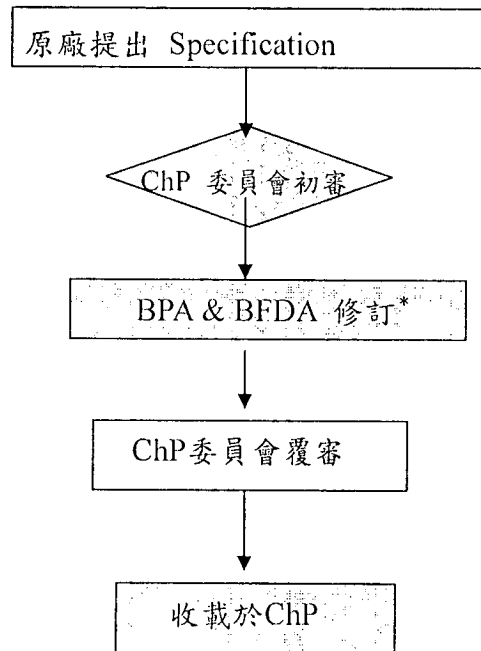 原廠提出 Specification
ChP 委員會初審
BPA & BFDA 修訂*
ChP委員會覆審
收載於ChP